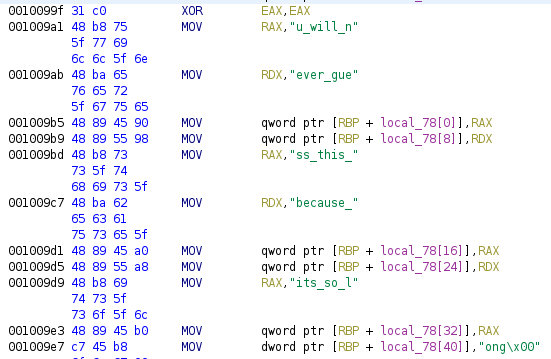 0010099f 31 c0 XOR EAX,EAX
001009a1 48 b8 75 MOV RAX,"u_will_n"
5f 77 69
6c 6c 5f 6e
001009ab 48 ba 65 MOV RDX,"ever_gue"
76 65 72
5f 67 75 65
001009b5 48 89 45 90 MOV qword ptr [RBP + local_78[0]],RAX
001009b9 48 89 55 98 MOV qword ptr [RBP + local_78[8]],RDX
001009bd 48 b8 73 MOV RAX,"ss_this_"
73 5f 74
68 69 73 5f
001009c7 48 ba 62 MOV RDX,"because_"
65 63 61
75 73 65 5f
001009d1 48 89 45 a0 MOV qword ptr [RBP + local_78[16]],RAX
001009d5 48 89 55 a8 MOV qword ptr [RBP + local_78[24]],RDX
001009d9 48 b8 69 MOV RAX,"its_so_l"
74 73 5f
73 6f 5f 6c
001009e3 48 89 45 b0 MOV qword ptr [RBP + local_78[32]],RAX
001009e7 c7 45 b8 MOV dword ptr [RBP + local_78[40]],"ong\x00"